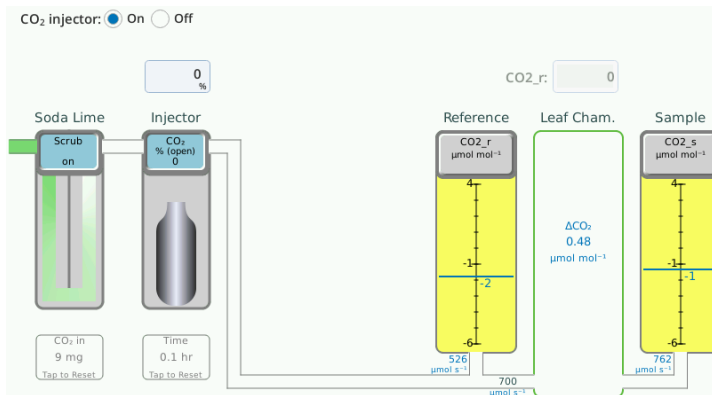 CO₂ injector: On Off
0
%
CO2_r: 0
Soda Lime Injector Reference Leaf Cham. Sample
Scrub
on
CO₂
% (open)
0
CO2_r
µmol mol⁻¹
CO2_s
µmol mol⁻¹
4
-1
-2
-6
ΔCO₂
0.48
µmol mol⁻¹
4
-1
-1
-6
CO₂ in
9 mg
Tap to Reset
Time
0.1 hr
Tap to Reset
526
µmol s⁻¹
700
µmol s⁻¹
762
µmol s⁻¹